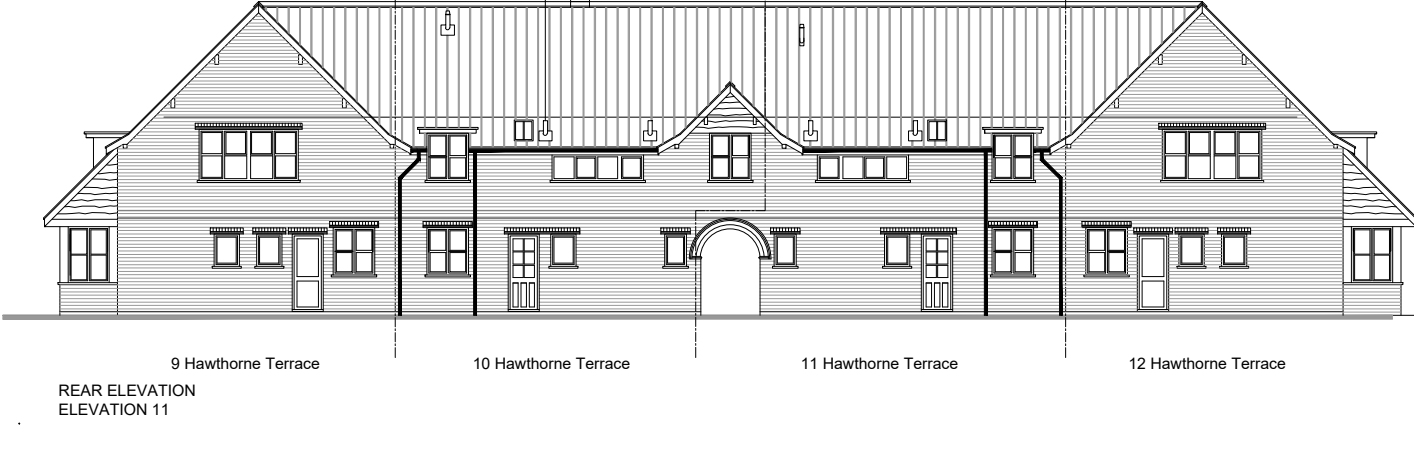 9 Hawthorne Terrace
10 Hawthorne Terrace
11 Hawthorne Terrace
12 Hawthorne Terrace
REAR ELEVATION
ELEVATION 11